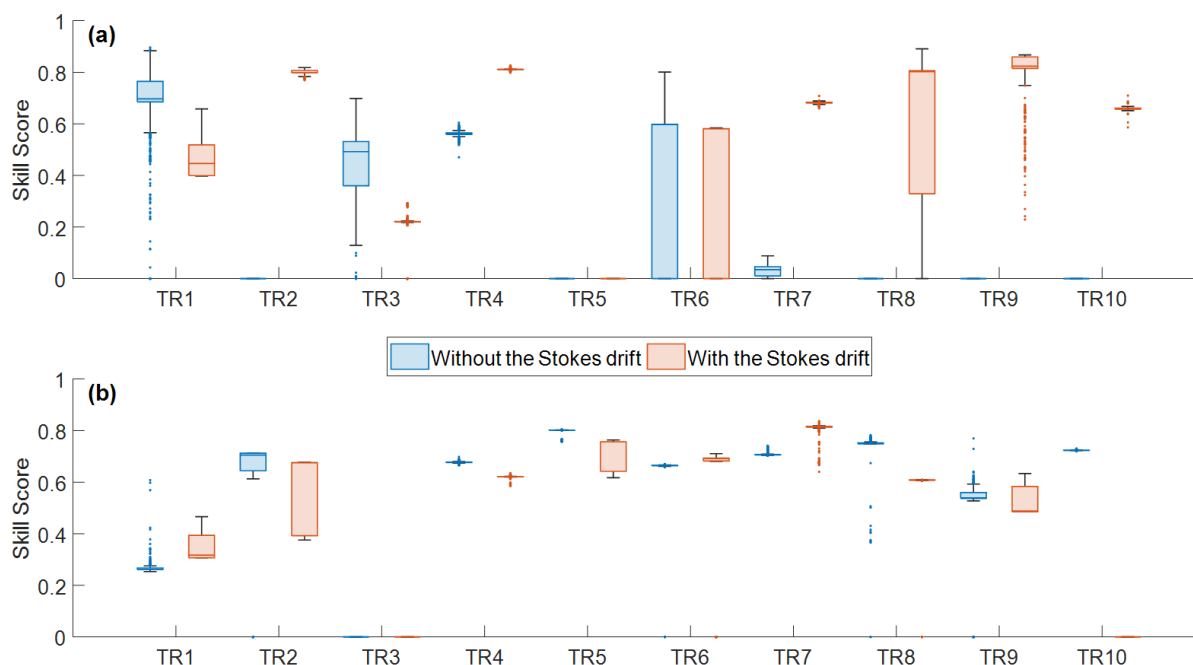 (a)
1
0.8
0.6
0.4
0.2
0
Skill Score
TR1 TR2 TR3 TR4 TR5 TR6 TR7 TR8 TR9 TR10
Without the Stokes drift With the Stokes drift
(b)
1
0.8
0.6
0.4
0.2
0
Skill Score
TR1 TR2 TR3 TR4 TR5 TR6 TR7 TR8 TR9 TR10